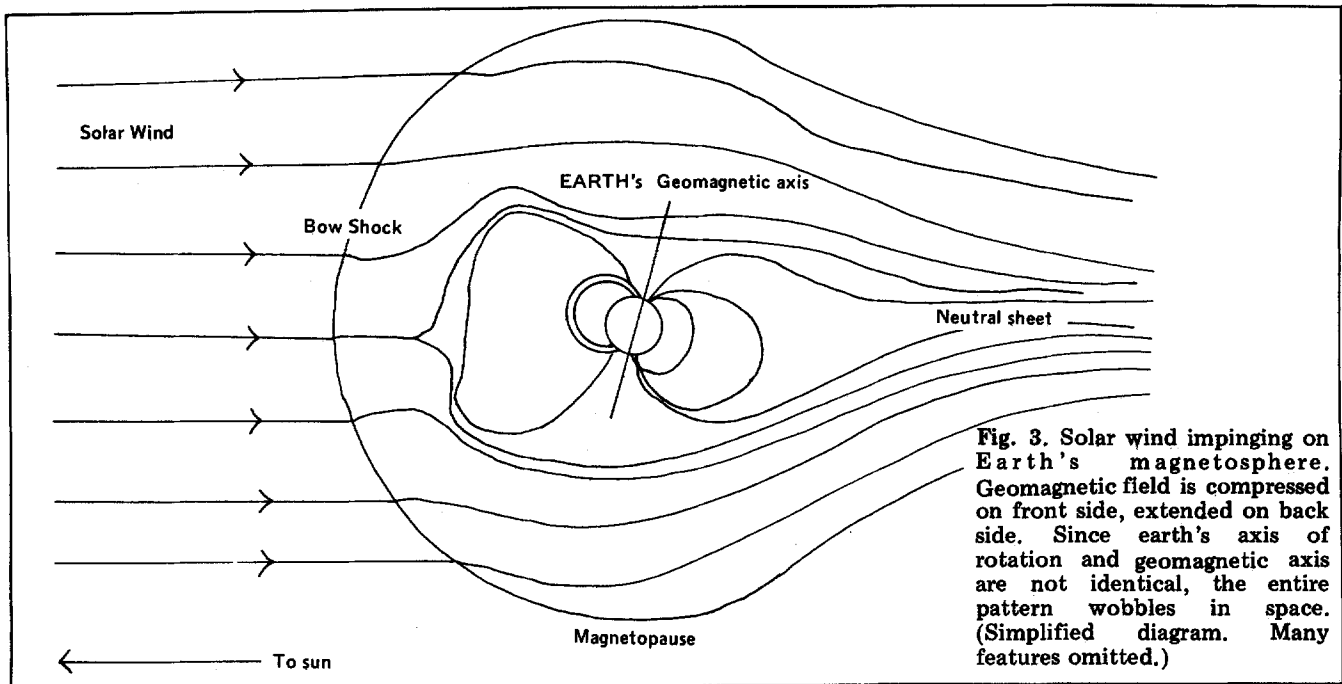 Solar Wind
EARTH's Geomagnetic axis
Bow Shock
Neutral sheet
Magnetopause
To sun
Fig. 3. Solar wind impinging on
Earth's magnetosphere.
Geomagnetic field is compressed
on front side, extended on back
side. Since earth's axis of
rotation and geomagnetic axis
are not identical, the entire
pattern wobbles in space.
(Simplified diagram. Many
features omitted.)